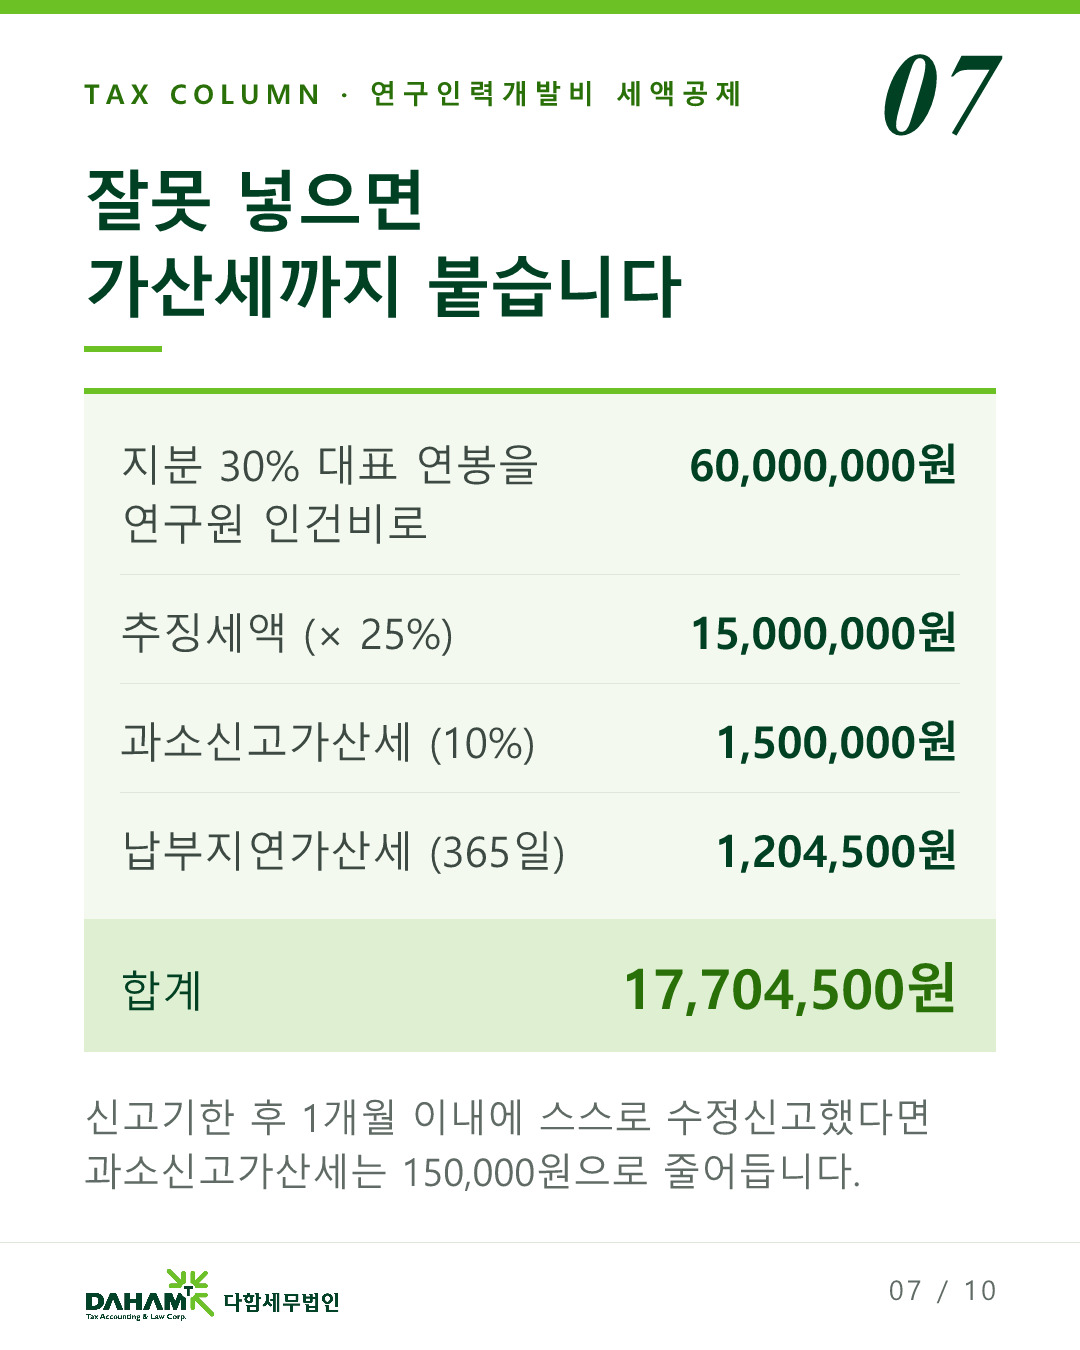 TAX COLUMN · 연구인력개발비 세액공제
07
잘못 넣으면
가산세까지 붙습니다
지분 30% 대표 연봉을 60,000,000원
연구원 인건비로
추징세액 (× 25%) 15,000,000원
과소신고가산세 (10%) 1,500,000원
납부지연가산세 (365일) 1,204,500원
합계 17,704,500원
신고기한 후 1개월 이내에 스스로 수정신고했다면
과소신고가산세는 150,000원으로 줄어듭니다.
DAHAM T 다함세무법인
Tax Accounting & Law Corp.
07 / 10